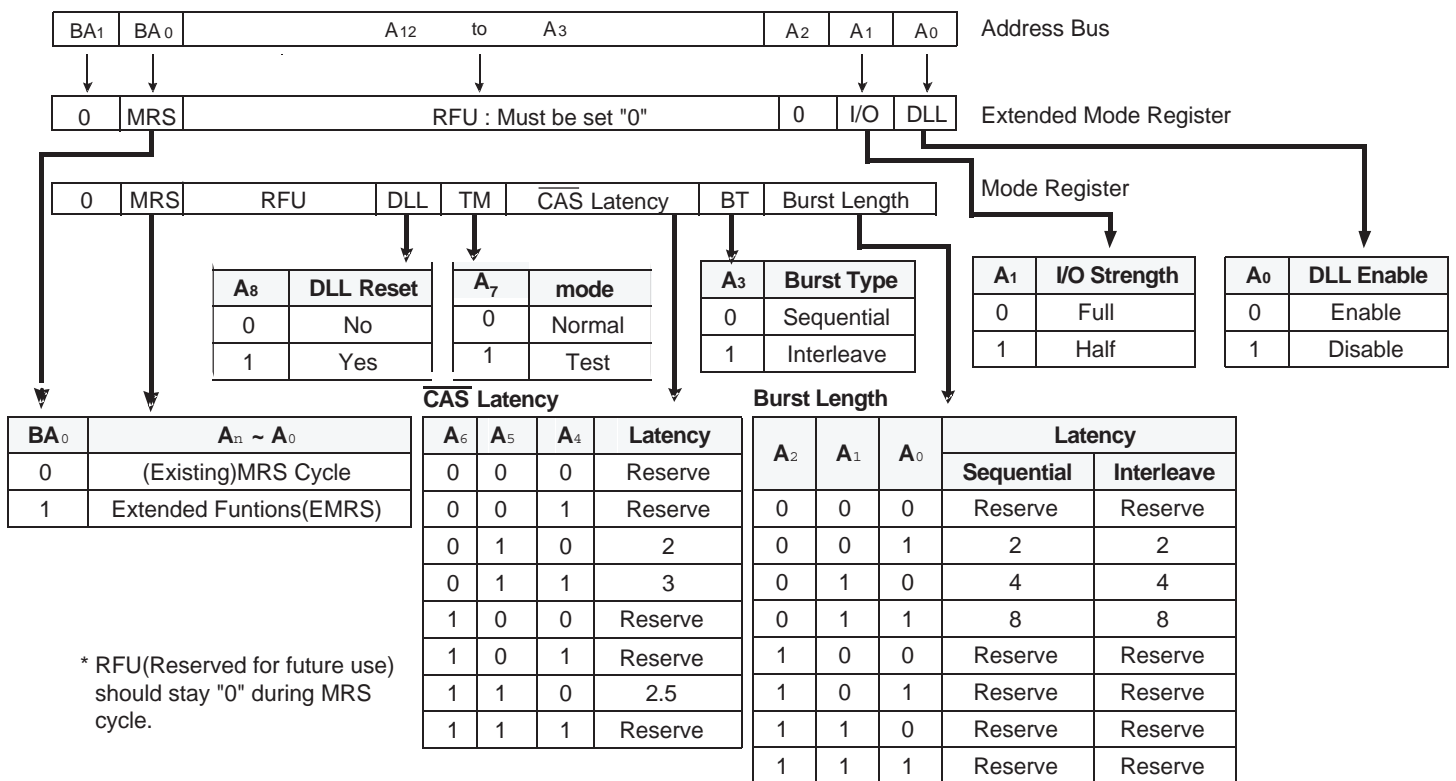 BA1 BA0 A12 to A3 A2 A1 A0 Address Bus
0 MRS RFU : Must be set "0" 0 I/O DLL Extended Mode Register
0 MRS RFU DLL TM CAS Latency BT Burst Length Mode Register
A8 DLL Reset
0 No
1 Yes
A7 mode
0 Normal
1 Test
A3 Burst Type
0 Sequential
1 Interleave
A1 I/O Strength
0 Full
1 Half
A0 DLL Enable
0 Enable
1 Disable
BA0 An ~ A0
0 (Existing)MRS Cycle
1 Extended Funtions(EMRS)
* RFU(Reserved for future use)
should stay "0" during MRS
cycle.
CAS Latency
A6 A5 A4 Latency
0 0 0 Reserve
0 0 1 Reserve
0 1 0 2
0 1 1 3
1 0 0 Reserve
1 0 1 Reserve
1 1 0 2.5
1 1 1 Reserve
Burst Length
A2 A1 A0 Latency
Sequential Interleave
0 0 0 Reserve Reserve
0 0 1 2 2
0 1 0 4 4
0 1 1 8 8
1 0 0 Reserve Reserve
1 0 1 Reserve Reserve
1 1 0 Reserve Reserve
1 1 1 Reserve Reserve